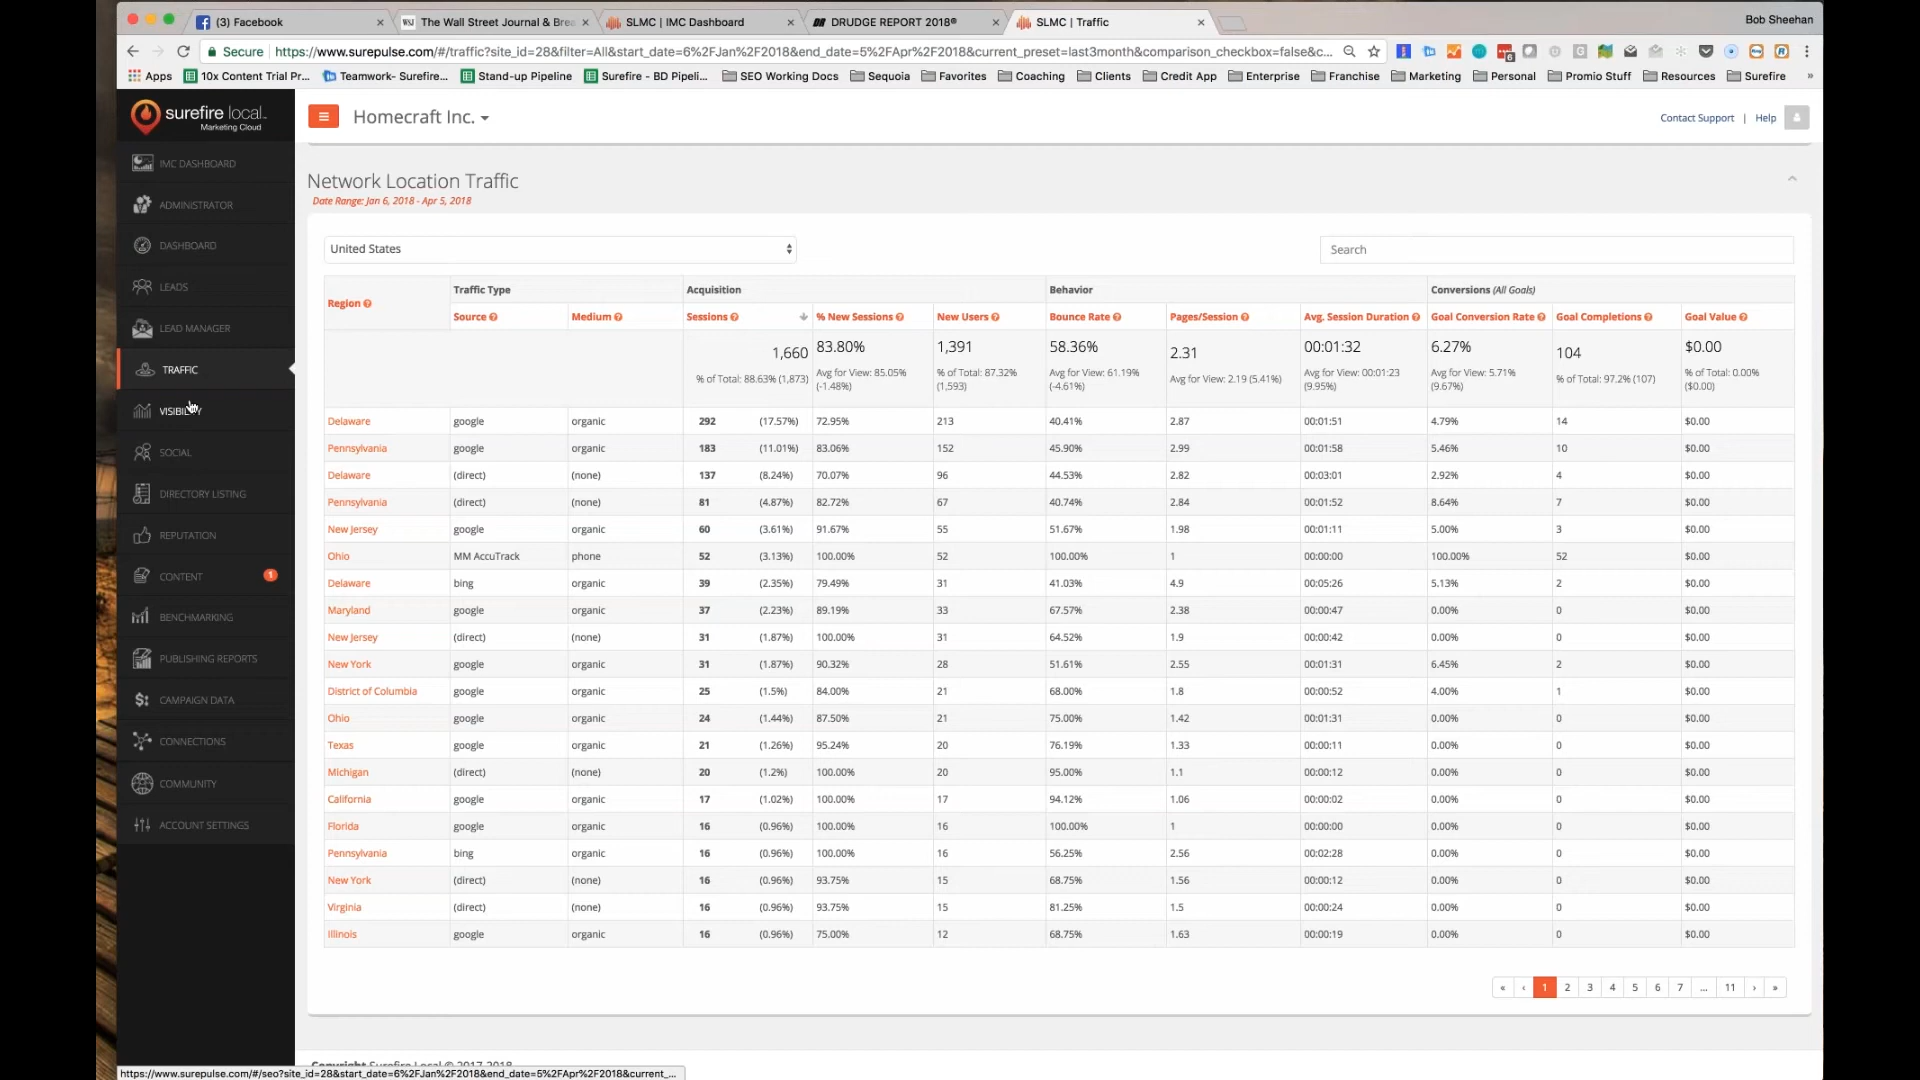 (3) Facebook
The Wall Street Journal & Brea
SLMC | IMC Dashboard
DRUDGE REPORT 2018®
SLMC | Traffic
Bob Sheehan
Secure | https://www.surepulse.com/#/traffic?site_id=28&filter=All&start_date=6%2FJan%2F2018&end_date=5%2FApr%2F2018&current_preset=last3month&comparison_checkbox=false&c...
Apps 10x Content Trial Pr... Teamwork- Surefire... Stand-up Pipeline Surefire - BD Pipeli... SEO Working Docs Sequoia Favorites Coaching Clients Credit App Enterprise Franchise Marketing Personal Promio Stuff Resources Surefire »
surefire local
Marketing Cloud
Homecraft Inc.
Contact Support | Help
IMC DASHBOARD
ADMINISTRATOR
DASHBOARD
LEADS
LEAD MANAGER
TRAFFIC
VISIBILITY
SOCIAL
DIRECTORY LISTING
REPUTATION
CONTENT 1
BENCHMARKING
PUBLISHING REPORTS
CAMPAIGN DATA
CONNECTIONS
COMMUNITY
ACCOUNT SETTINGS
Network Location Traffic
Date Range: Jan 6, 2018 - Apr 5, 2018
United States
Search
Region Traffic Type Acquisition Behavior Conversions (All Goals)
Source Medium Sessions % New Sessions New Users Bounce Rate Pages/Session Avg. Session Duration Goal Conversion Rate Goal Completions Goal Value
1,660 83.80% 1,391 58.36% 2.31 00:01:32 6.27% 104 $0.00
% of Total: 88.63% (1,873) Avg for View: 85.05% (-1.48%) % of Total: 87.32% (1,593) Avg for View: 61.19% (-4.61%) Avg for View: 2.19 (5.41%) Avg for View: 00:01:23 (9.95%) Avg for View: 5.71% (9.67%) % of Total: 97.2% (107) % of Total: 0.00% ($0.00)
Delaware google organic 292 (17.57%) 72.95% 213 40.41% 2.87 00:01:51 4.79% 14 $0.00
Pennsylvania google organic 183 (11.01%) 83.06% 152 45.90% 2.99 00:01:58 5.46% 10 $0.00
Delaware (direct) (none) 137 (8.24%) 70.07% 96 44.53% 2.82 00:03:01 2.92% 4 $0.00
Pennsylvania (direct) (none) 81 (4.87%) 82.72% 67 40.74% 2.84 00:01:52 8.64% 7 $0.00
New Jersey google organic 60 (3.61%) 91.67% 55 51.67% 1.98 00:01:11 5.00% 3 $0.00
Ohio MM AccuTrack phone 52 (3.13%) 100.00% 52 100.00% 1 00:00:00 100.00% 52 $0.00
Delaware bing organic 39 (2.35%) 79.49% 31 41.03% 4.9 00:05:26 5.13% 2 $0.00
Maryland google organic 37 (2.23%) 89.19% 33 67.57% 2.38 00:00:47 0.00% 0 $0.00
New Jersey (direct) (none) 31 (1.87%) 100.00% 31 64.52% 1.9 00:00:42 0.00% 0 $0.00
New York google organic 31 (1.87%) 90.32% 28 51.61% 2.55 00:01:31 6.45% 2 $0.00
District of Columbia google organic 25 (1.5%) 84.00% 21 68.00% 1.8 00:00:52 4.00% 1 $0.00
Ohio google organic 24 (1.44%) 87.50% 21 75.00% 1.42 00:01:31 0.00% 0 $0.00
Texas google organic 21 (1.26%) 95.24% 20 76.19% 1.33 00:00:11 0.00% 0 $0.00
Michigan (direct) (none) 20 (1.2%) 100.00% 20 95.00% 1.1 00:00:12 0.00% 0 $0.00
California google organic 17 (1.02%) 100.00% 17 94.12% 1.06 00:00:02 0.00% 0 $0.00
Florida google organic 16 (0.96%) 100.00% 16 100.00% 1 00:00:00 0.00% 0 $0.00
Pennsylvania bing organic 16 (0.96%) 100.00% 16 56.25% 2.56 00:02:28 0.00% 0 $0.00
New York (direct) (none) 16 (0.96%) 93.75% 15 68.75% 1.56 00:00:12 0.00% 0 $0.00
Virginia (direct) (none) 16 (0.96%) 93.75% 15 81.25% 1.5 00:00:24 0.00% 0 $0.00
Illinois google organic 16 (0.96%) 75.00% 12 68.75% 1.63 00:00:19 0.00% 0 $0.00
« ‹ 1 2 3 4 5 6 7 ... 11 › »
Copyright Surefire Local © 2017-2018
https://www.surepulse.com/#/seo?site_id=28&start_date=6%2FJan%2F2018&end_date=5%2FApr%2F2018&current_...